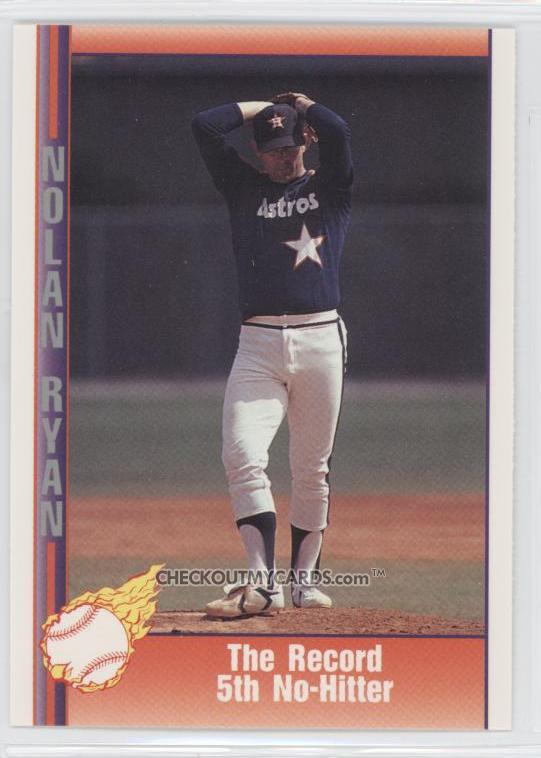 NOLAN RYAN
Astros
CHECKOUTMYCARDS.com™
The Record
5th No-Hitter